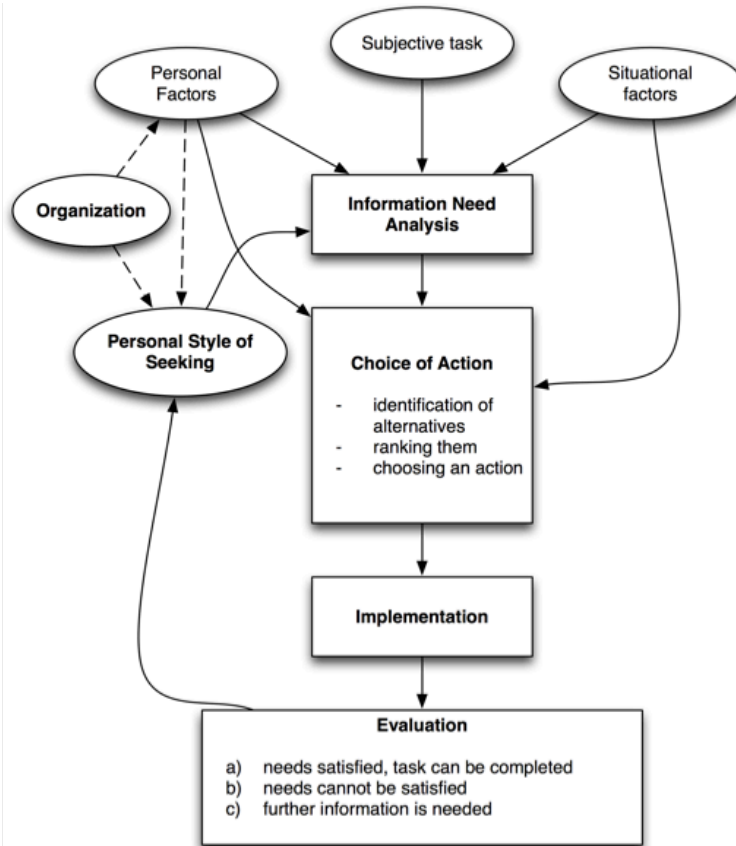 Subjective task
Personal
Factors
Situational
factors
Organization
Information Need
Analysis
Personal Style of
Seeking
Choice of Action
- identification of
alternatives
- ranking them
- choosing an action
Implementation
Evaluation
a) needs satisfied, task can be completed
b) needs cannot be satisfied
c) further information is needed